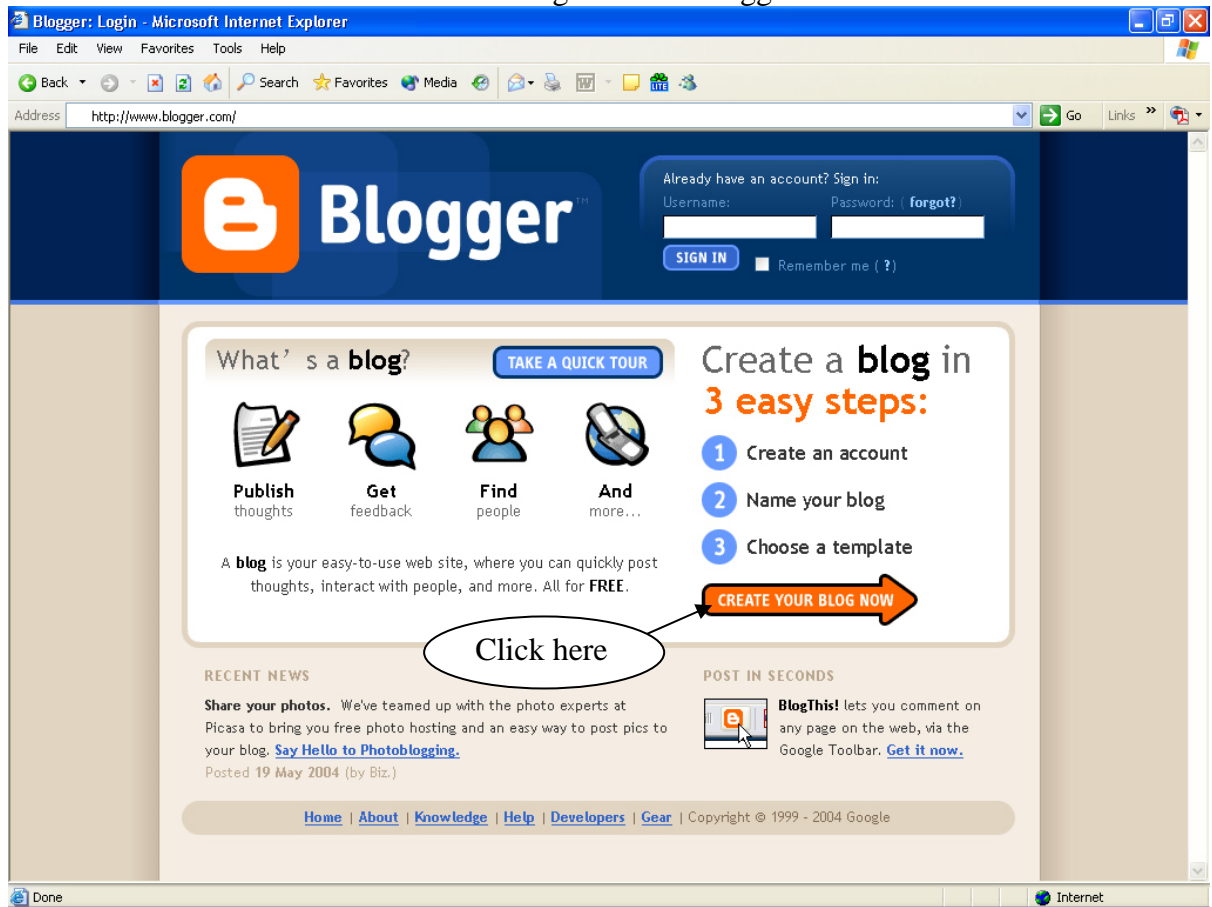 Blogger: Login - Microsoft Internet Explorer
File Edit View Favorites Tools Help
Back Search Favorites Media LITE
Address http://www.blogger.com/ Go Links »
Blogger™
Already have an account? Sign in:
Username: Password: ( forgot?)
SIGN IN Remember me ( ?)
What's a blog? TAKE A QUICK TOUR
Publish thoughts
Get feedback
Find people
And more...
A blog is your easy-to-use web site, where you can quickly post
thoughts, interact with people, and more. All for FREE.
Create a blog in
3 easy steps:
1 Create an account
2 Name your blog
3 Choose a template
CREATE YOUR BLOG NOW
Click here
RECENT NEWS
Share your photos. We've teamed up with the photo experts at
Picasa to bring you free photo hosting and an easy way to post pics to
your blog. Say Hello to Photoblogging.
Posted 19 May 2004 (by Biz.)
POST IN SECONDS
BlogThis! lets you comment on
any page on the web, via the
Google Toolbar. Get it now.
Home | About | Knowledge | Help | Developers | Gear | Copyright © 1999 - 2004 Google
Done Internet